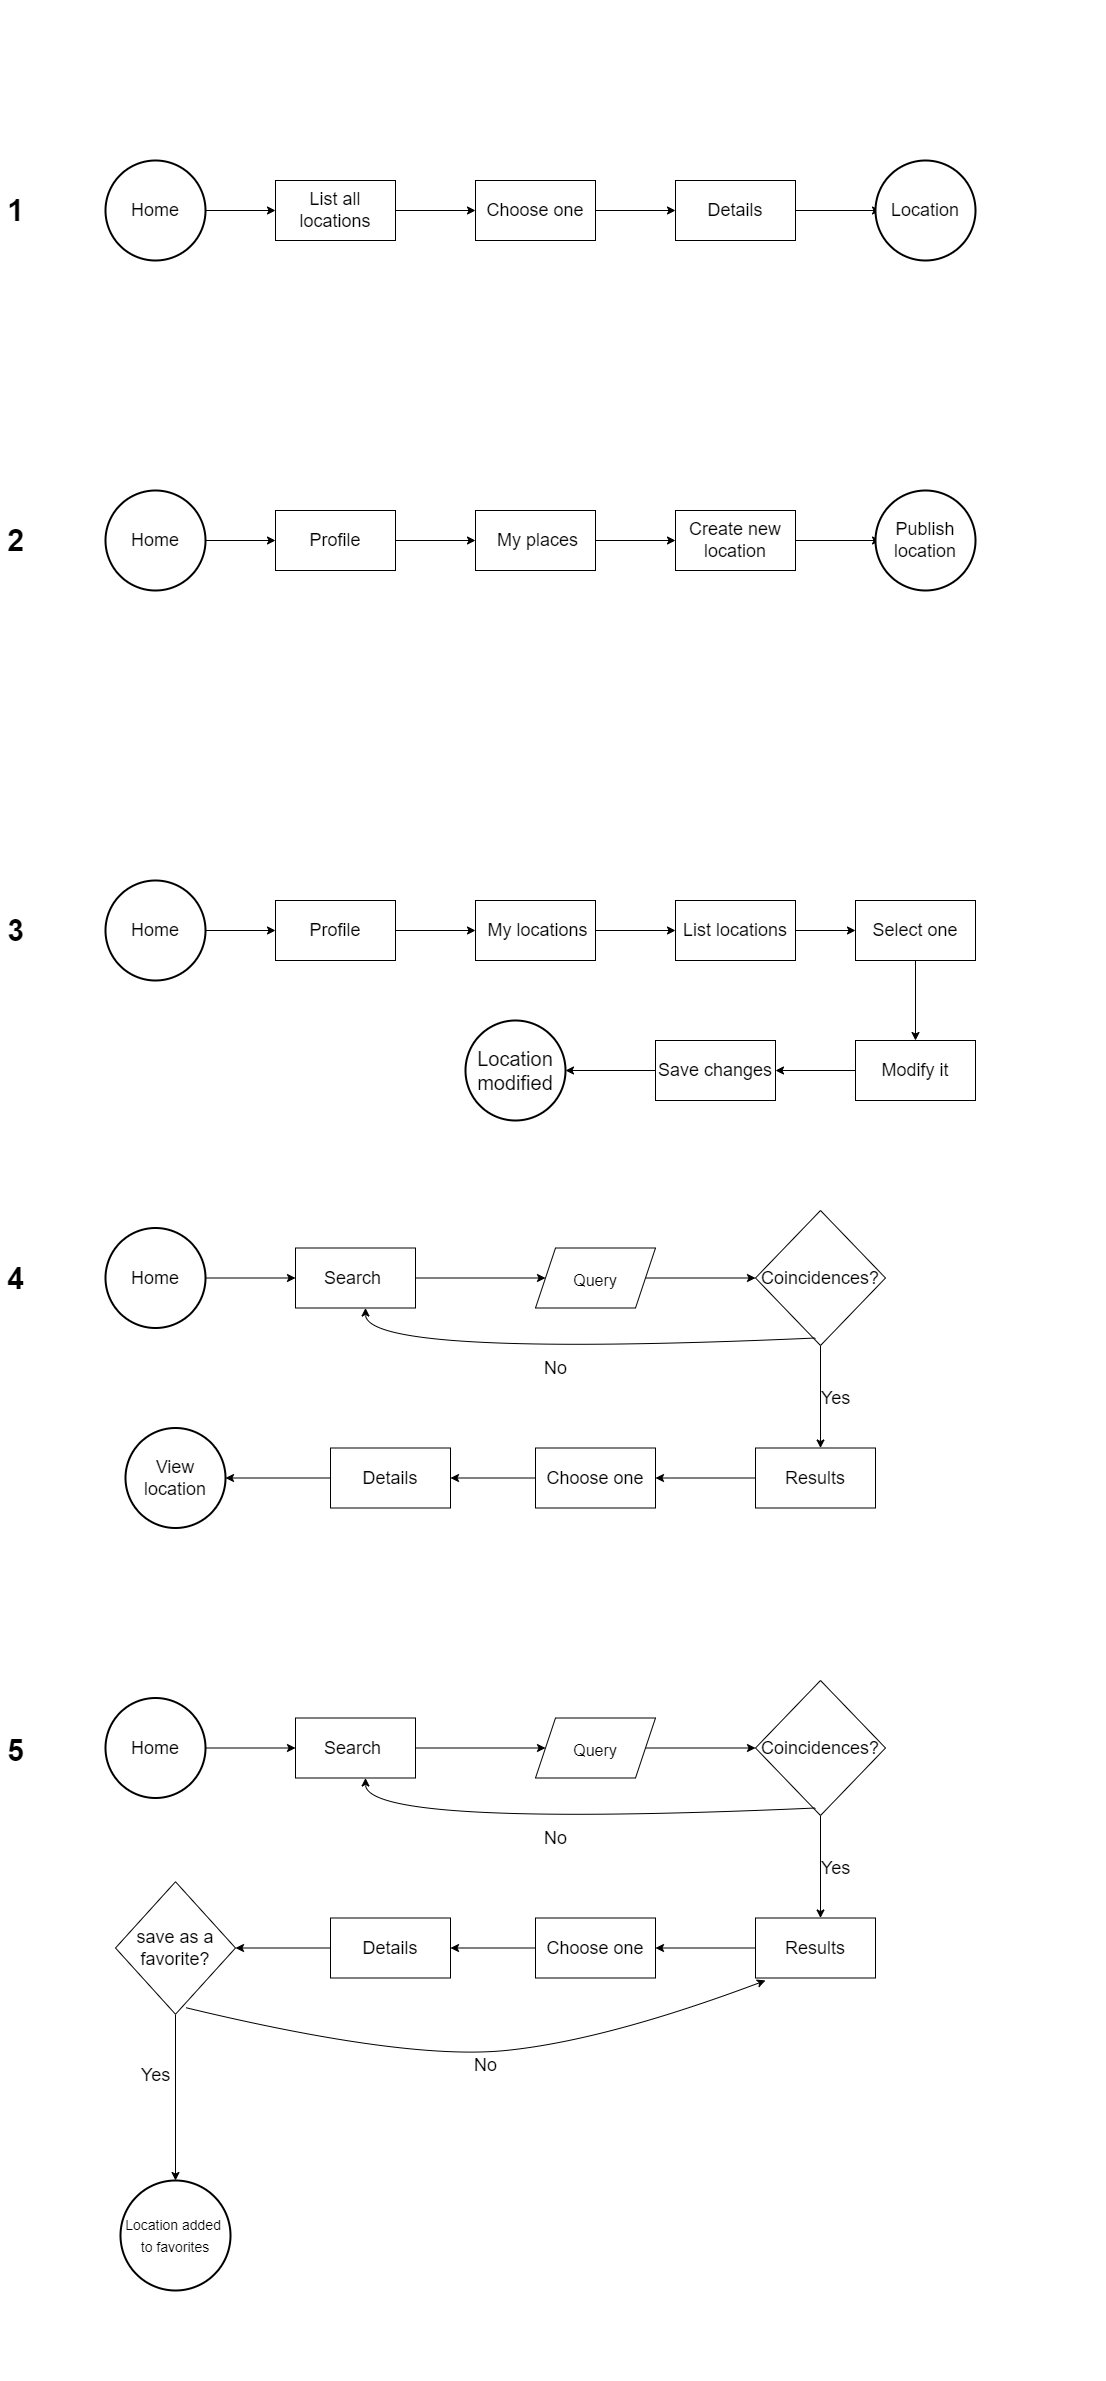 1
Home
List all
locations
Choose one
Details
Location
2
Home
Profile
My places
Create new
location
Publish
location
3
Home
Profile
My locations
List locations
Select one
Location
modified
Save changes
Modify it
4
Home
Search
Query
Coincidences?
No
Yes
View
location
Details
Choose one
Results
5
Home
Search
Query
Coincidences?
No
Yes
save as a
favorite?
Details
Choose one
Results
No
Yes
Location added
to favorites